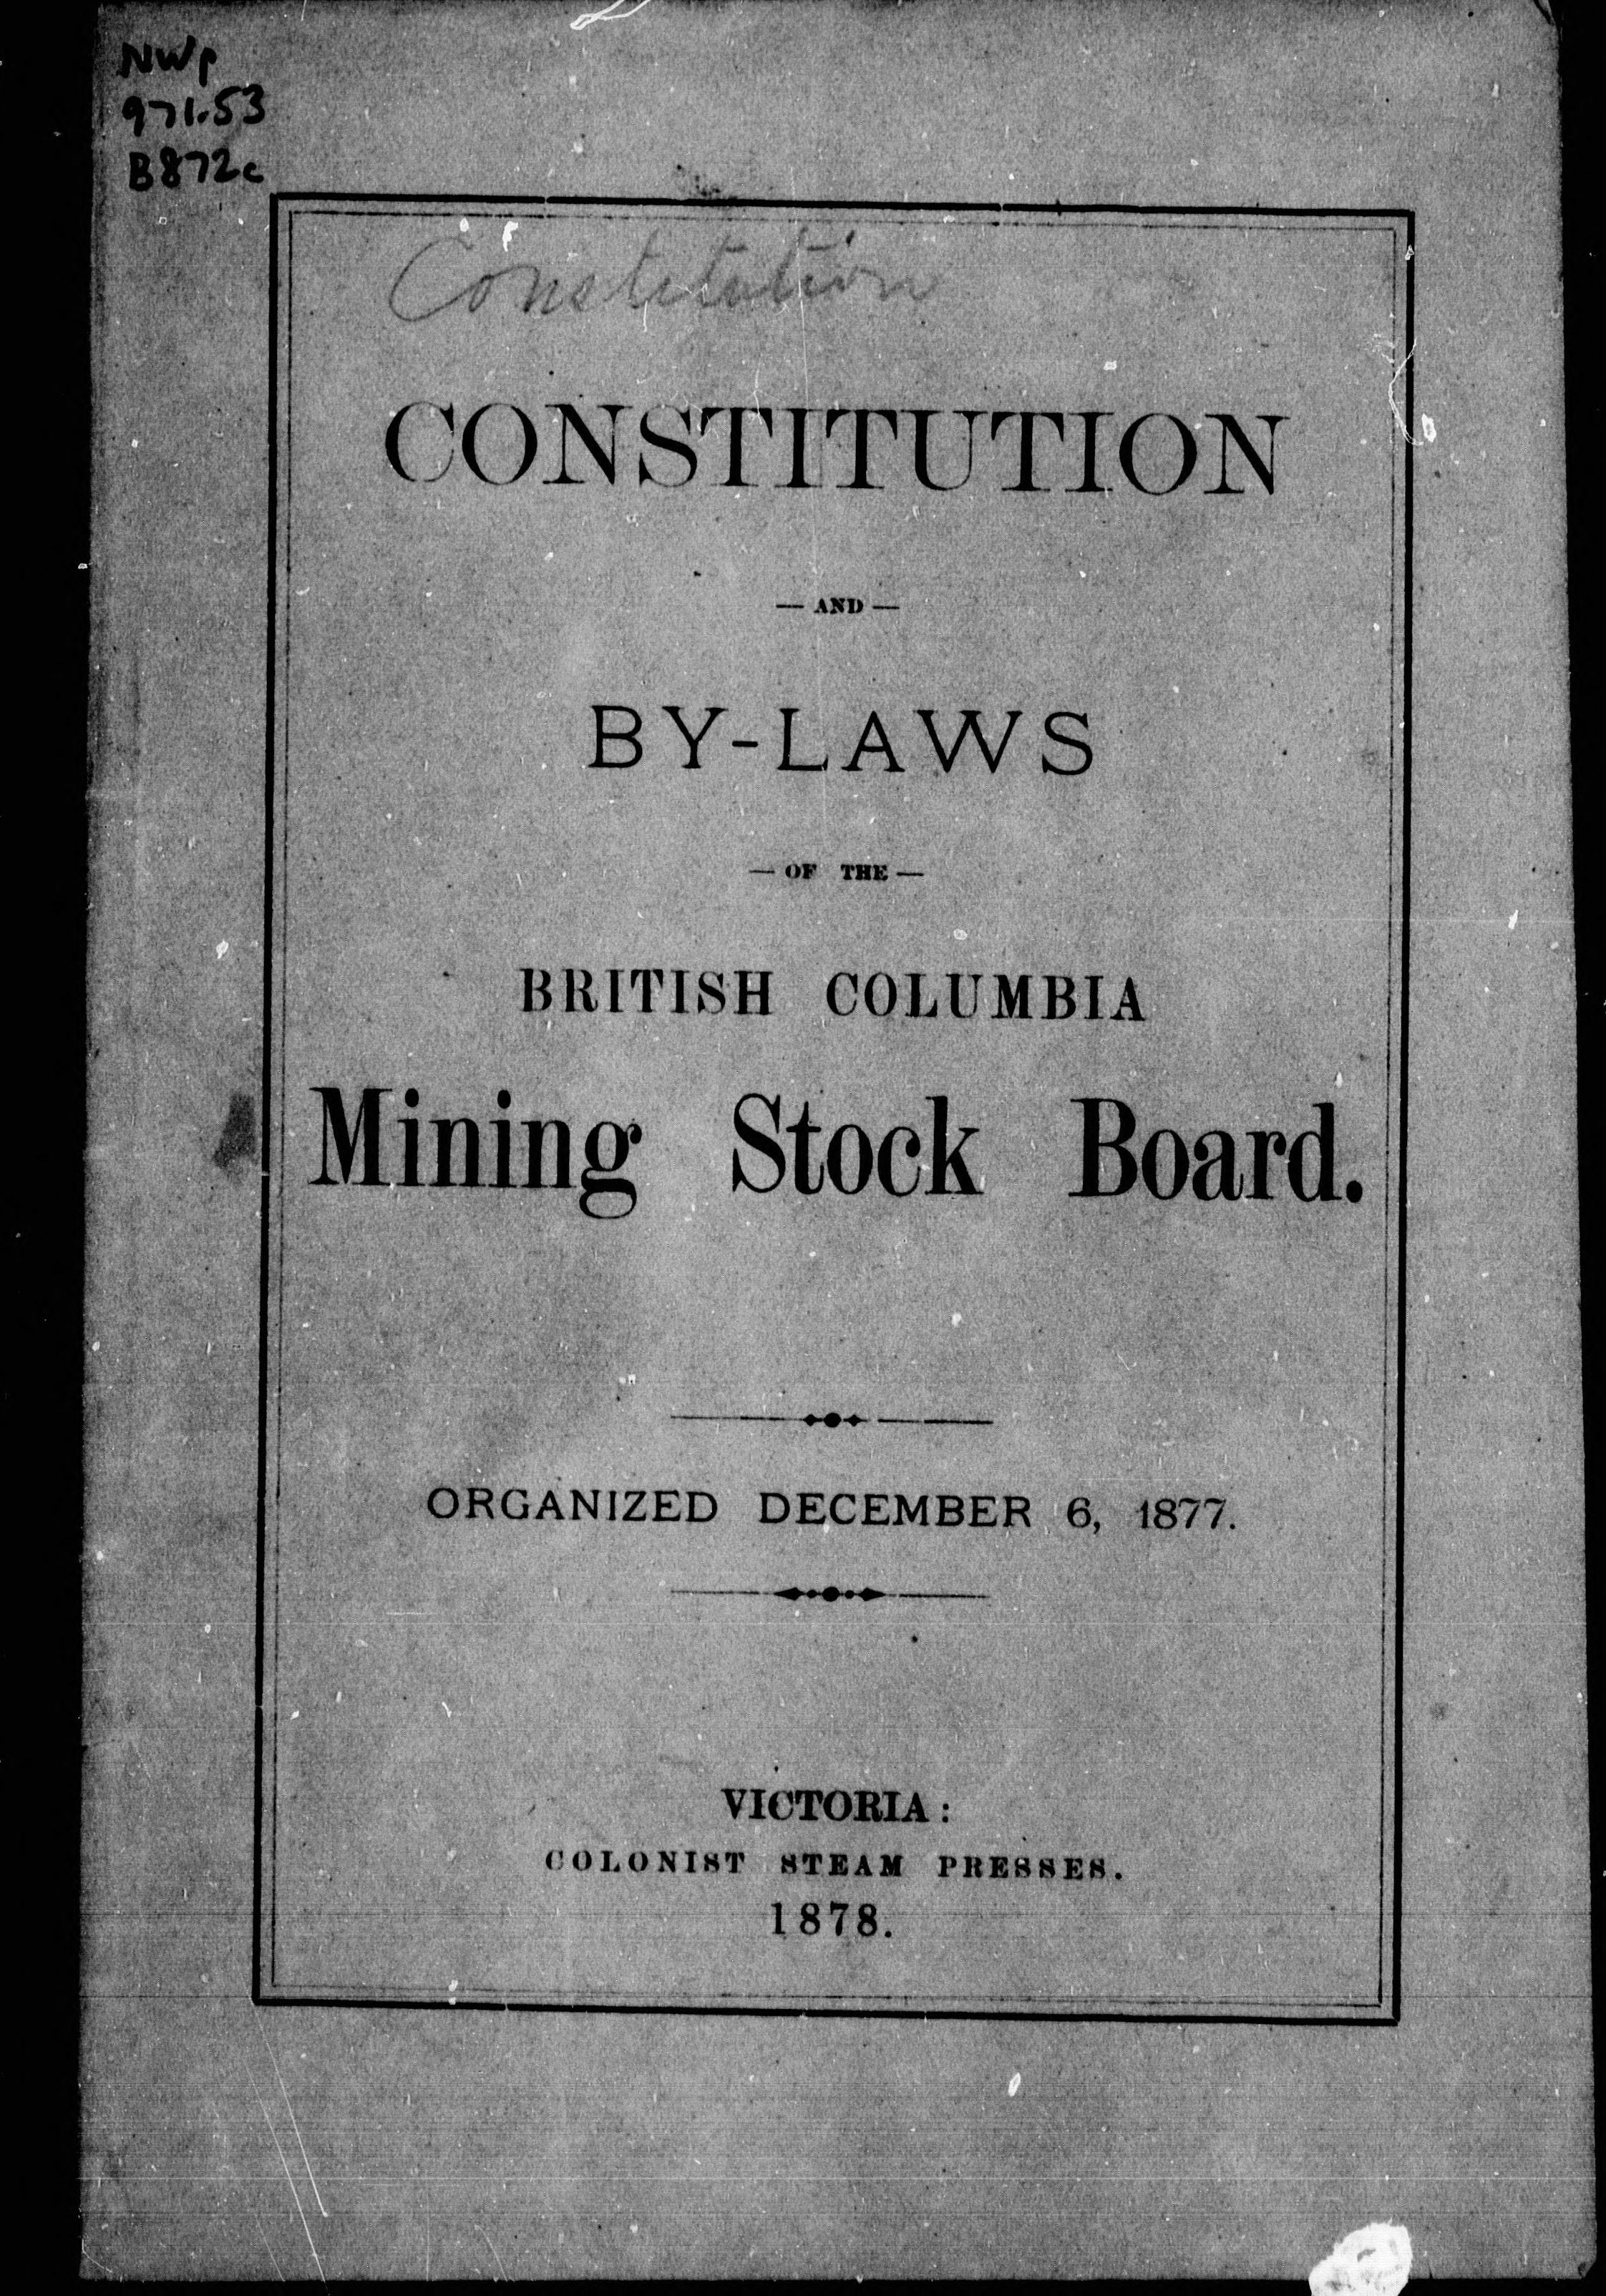 NWp
971.53
B872c
Constitution
CONSTITUTION
— AND —
BY-LAWS
— OF THE —
BRITISH COLUMBIA
Mining Stock Board.
ORGANIZED DECEMBER 6, 1877.
VICTORIA:
COLONIST STEAM PRESSES.
1878.